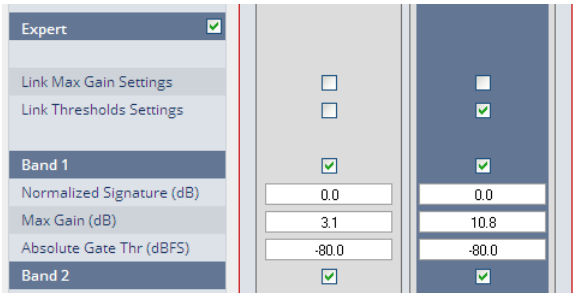 Expert
Link Max Gain Settings
Link Thresholds Settings
Band 1
Normalized Signature (dB) 0.0 0.0
Max Gain (dB) 3.1 10.8
Absolute Gate Thr (dBFS) -80.0 -80.0
Band 2